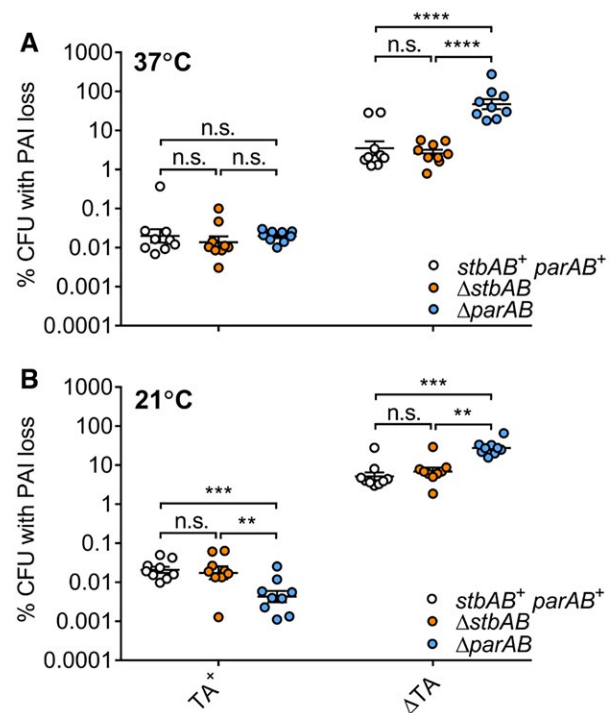 A
37°C
% CFU with PAI loss
1000
100
10
1
0.1
0.01
0.001
0.0001
n.s.
n.s. n.s.
****
n.s. ****
stbAB⁺ parAB⁺
ΔstbAB
ΔparAB
B
21°C
% CFU with PAI loss
1000
100
10
1
0.1
0.01
0.001
0.0001
***
n.s. **
***
n.s. **
stbAB⁺ parAB⁺
ΔstbAB
ΔparAB
TA⁺ ΔTA